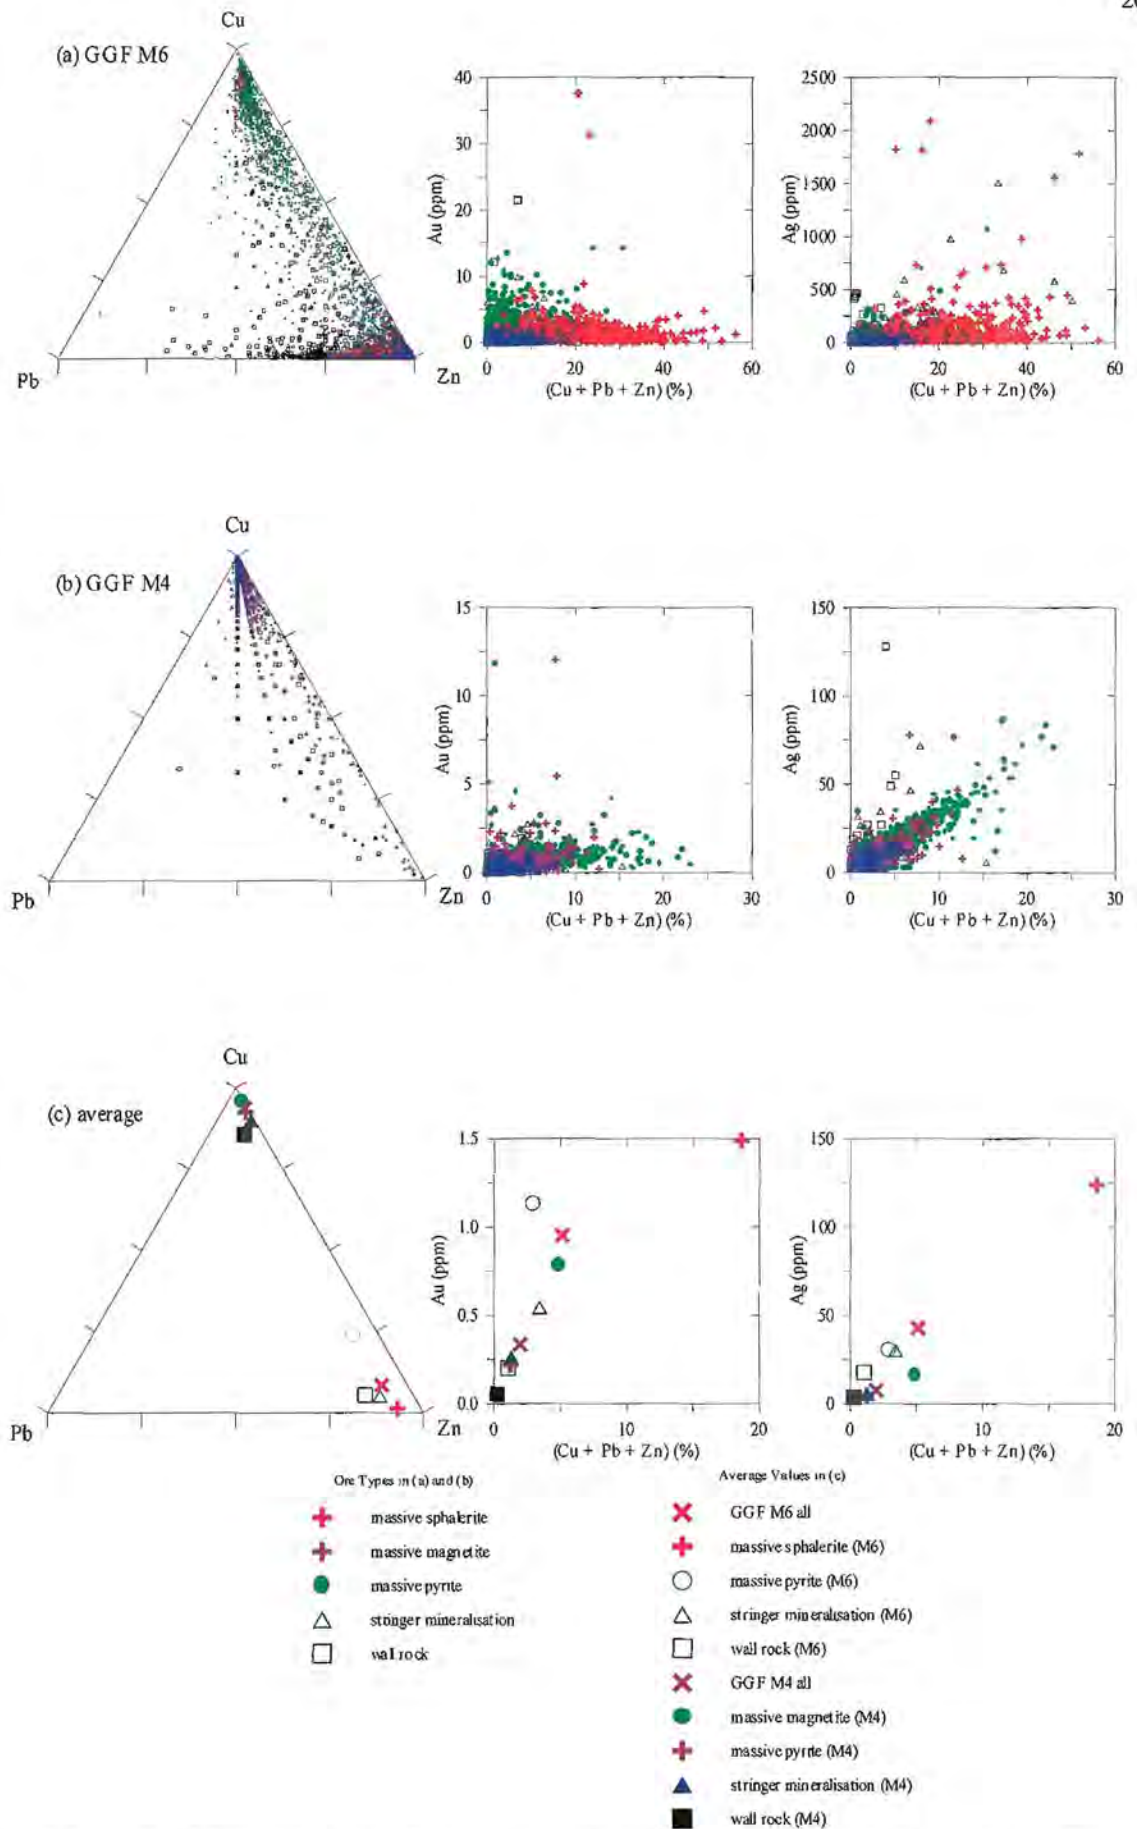 (a) GGF M6
Cu
Pb
Zn
40
30
20
10
0
Au (ppm)
0
20
40
60
(Cu + Pb + Zn) (%)
2500
2000
1500
1000
500
0
Ag (ppm)
0
20
40
60
(Cu + Pb + Zn) (%)
(b) GGF M4
Cu
Pb
Zn
15
10
5
0
Au (ppm)
0
10
20
30
(Cu + Pb + Zn) (%)
150
100
50
0
Ag (ppm)
0
10
20
30
(Cu + Pb + Zn) (%)
(c) average
Cu
Pb
Zn
1.5
1.0
0.5
0.0
Au (ppm)
0
10
20
(Cu + Pb + Zn) (%)
150
100
50
0
Ag (ppm)
0
10
20
(Cu + Pb + Zn) (%)
Ore Types in (a) and (b)
massive sphalerite
massive magnetite
massive pyrite
stringer mineralisation
wall rock
Average Values in (c)
GGF M6 all
massive sphalerite (M6)
massive pyrite (M6)
stringer mineralisation (M6)
wall rock (M6)
GGF M4 all
massive magnetite (M4)
massive pyrite (M4)
stringer mineralisation (M4)
wall rock (M4)